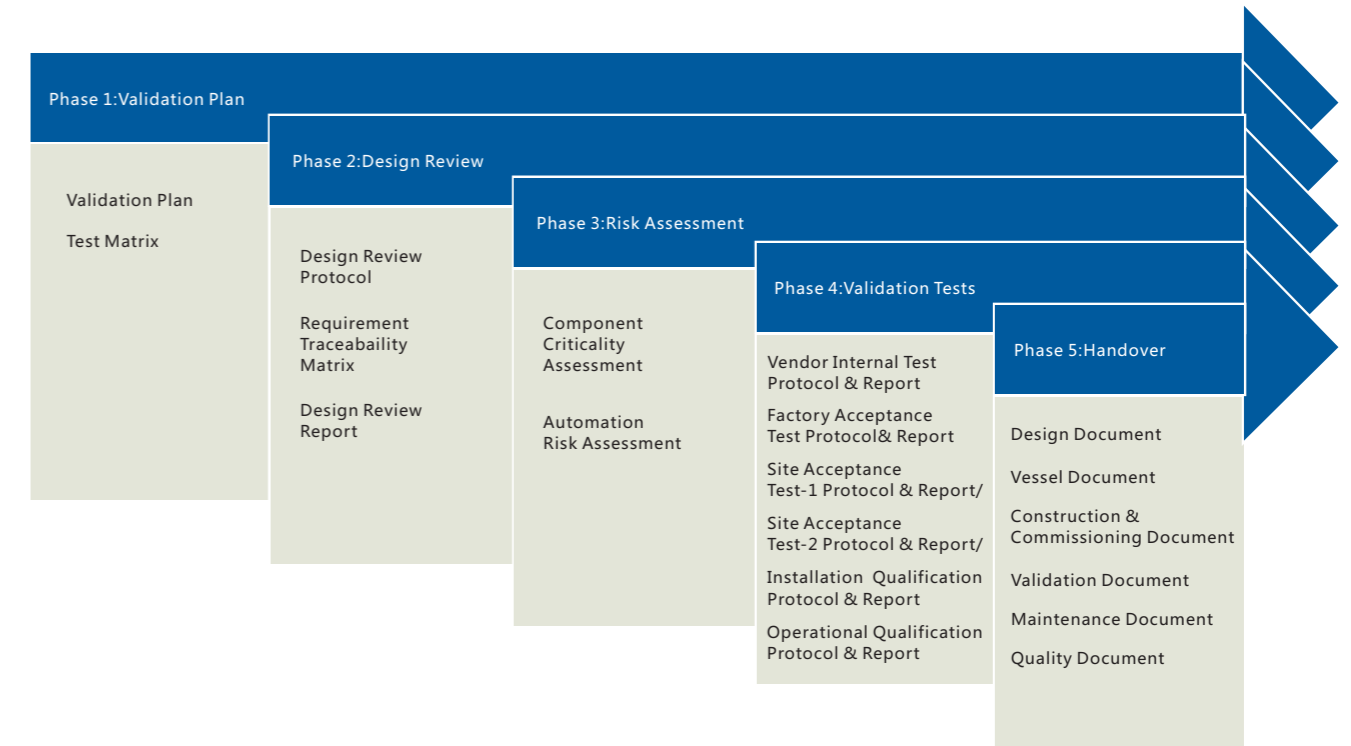 Phase 1:Validation Plan
Validation Plan
Test Matrix
Phase 2:Design Review
Design Review
Protocol
Requirement
Traceabaility
Matrix
Design Review
Report
Phase 3:Risk Assessment
Component
Criticality
Assessment
Automation
Risk Assessment
Phase 4:Validation Tests
Vendor Internal Test
Protocol & Report
Factory Acceptance
Test Protocol& Report
Site Acceptance
Test-1 Protocol & Report/
Site Acceptance
Test-2 Protocol & Report/
Installation Qualification
Protocol & Report
Operational Qualification
Protocol & Report
Phase 5:Handover
Design Document
Vessel Document
Construction &
Commissioning Document
Validation Document
Maintenance Document
Quality Document